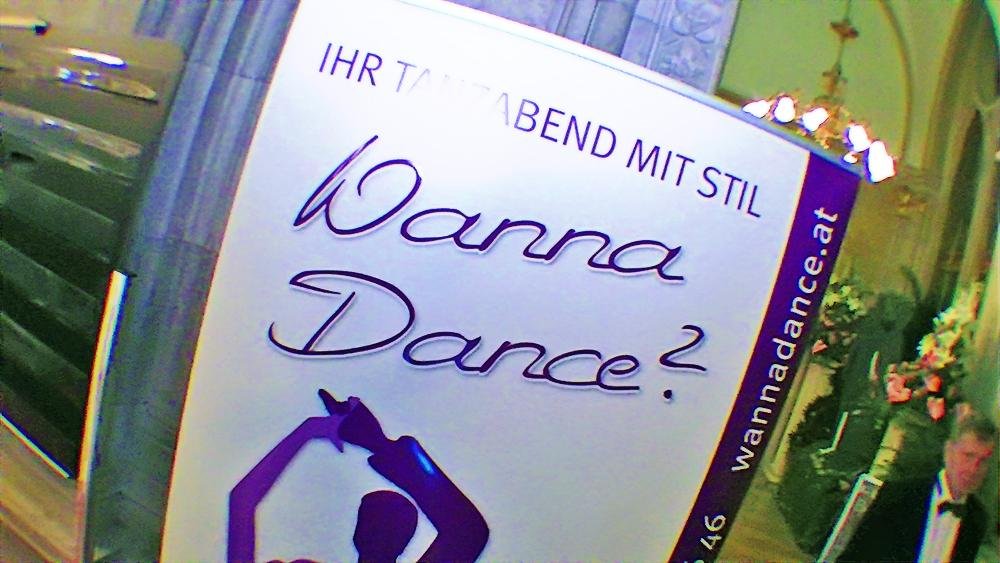 IHR TANZABEND MIT STIL
Wanna
Dance?
wannadance.at
46